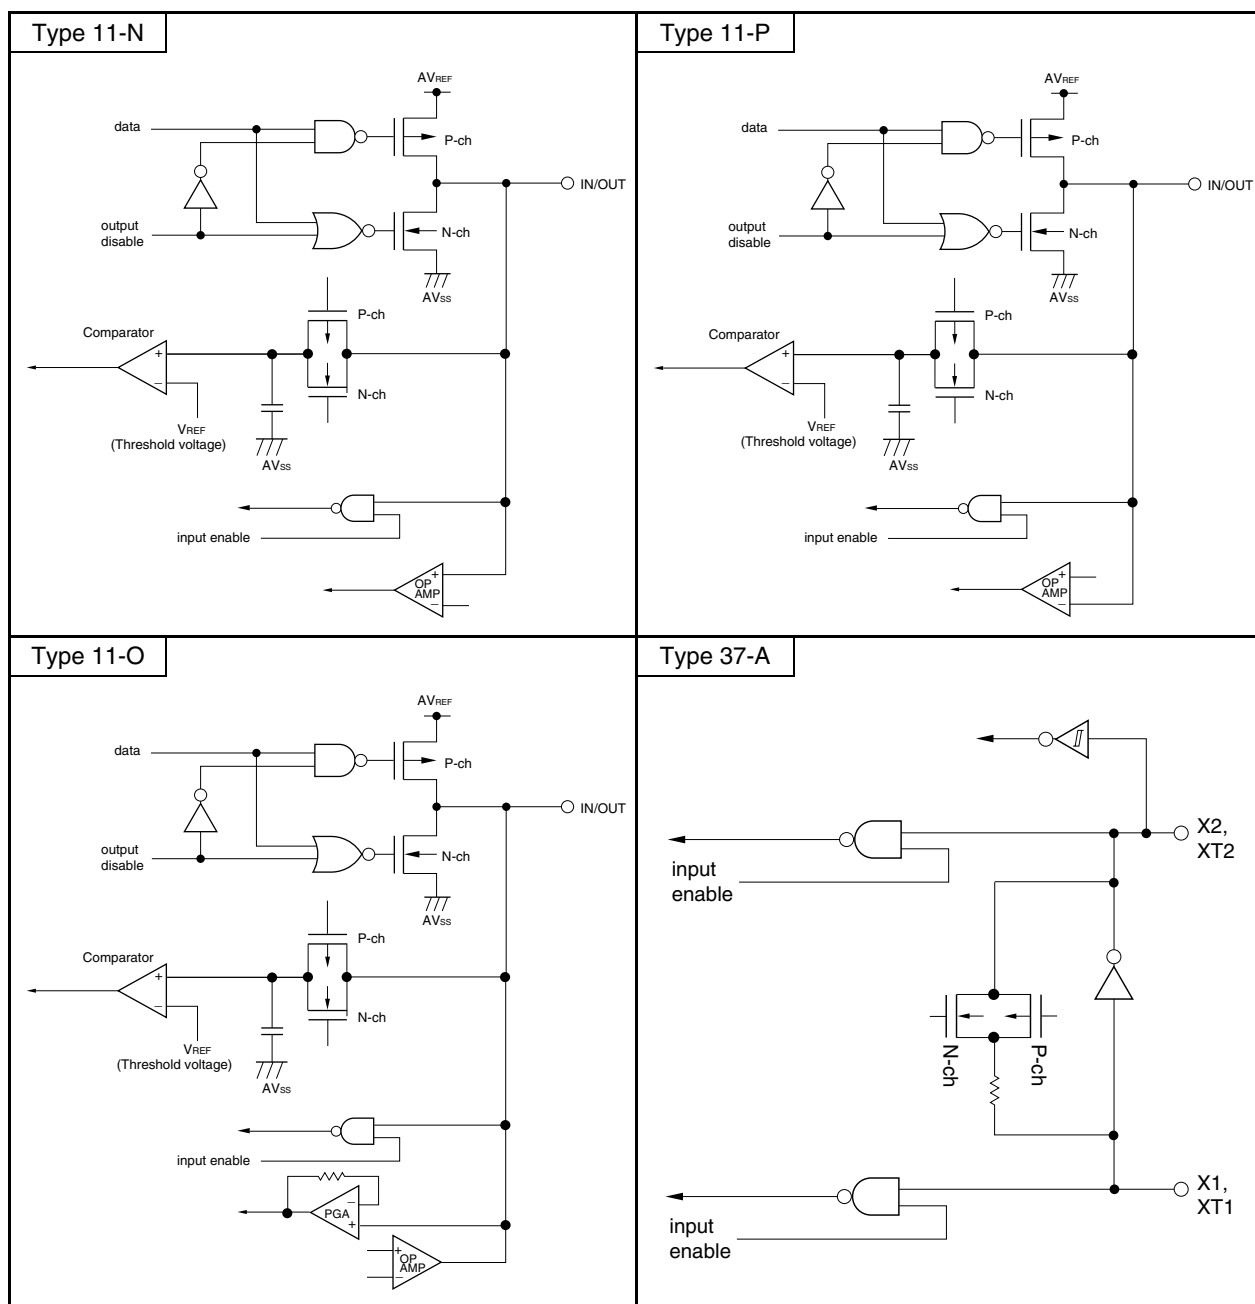 Type 11-N
AVREF
data
P-ch
IN/OUT
output
disable
N-ch
AVSS
P-ch
Comparator
+
−
N-ch
VREF
(Threshold voltage)
AVSS
input enable
OP
AMP
+
−
Type 11-P
AVREF
data
P-ch
IN/OUT
output
disable
N-ch
AVSS
P-ch
Comparator
+
−
N-ch
VREF
(Threshold voltage)
AVSS
input enable
OP
AMP
+
−
Type 11-O
AVREF
data
P-ch
IN/OUT
output
disable
N-ch
AVSS
P-ch
Comparator
+
−
N-ch
VREF
(Threshold voltage)
AVSS
input enable
PGA
−
+
+
−
OP
AMP
Type 37-A
X2,
XT2
input
enable
N-ch
P-ch
X1,
XT1
input
enable